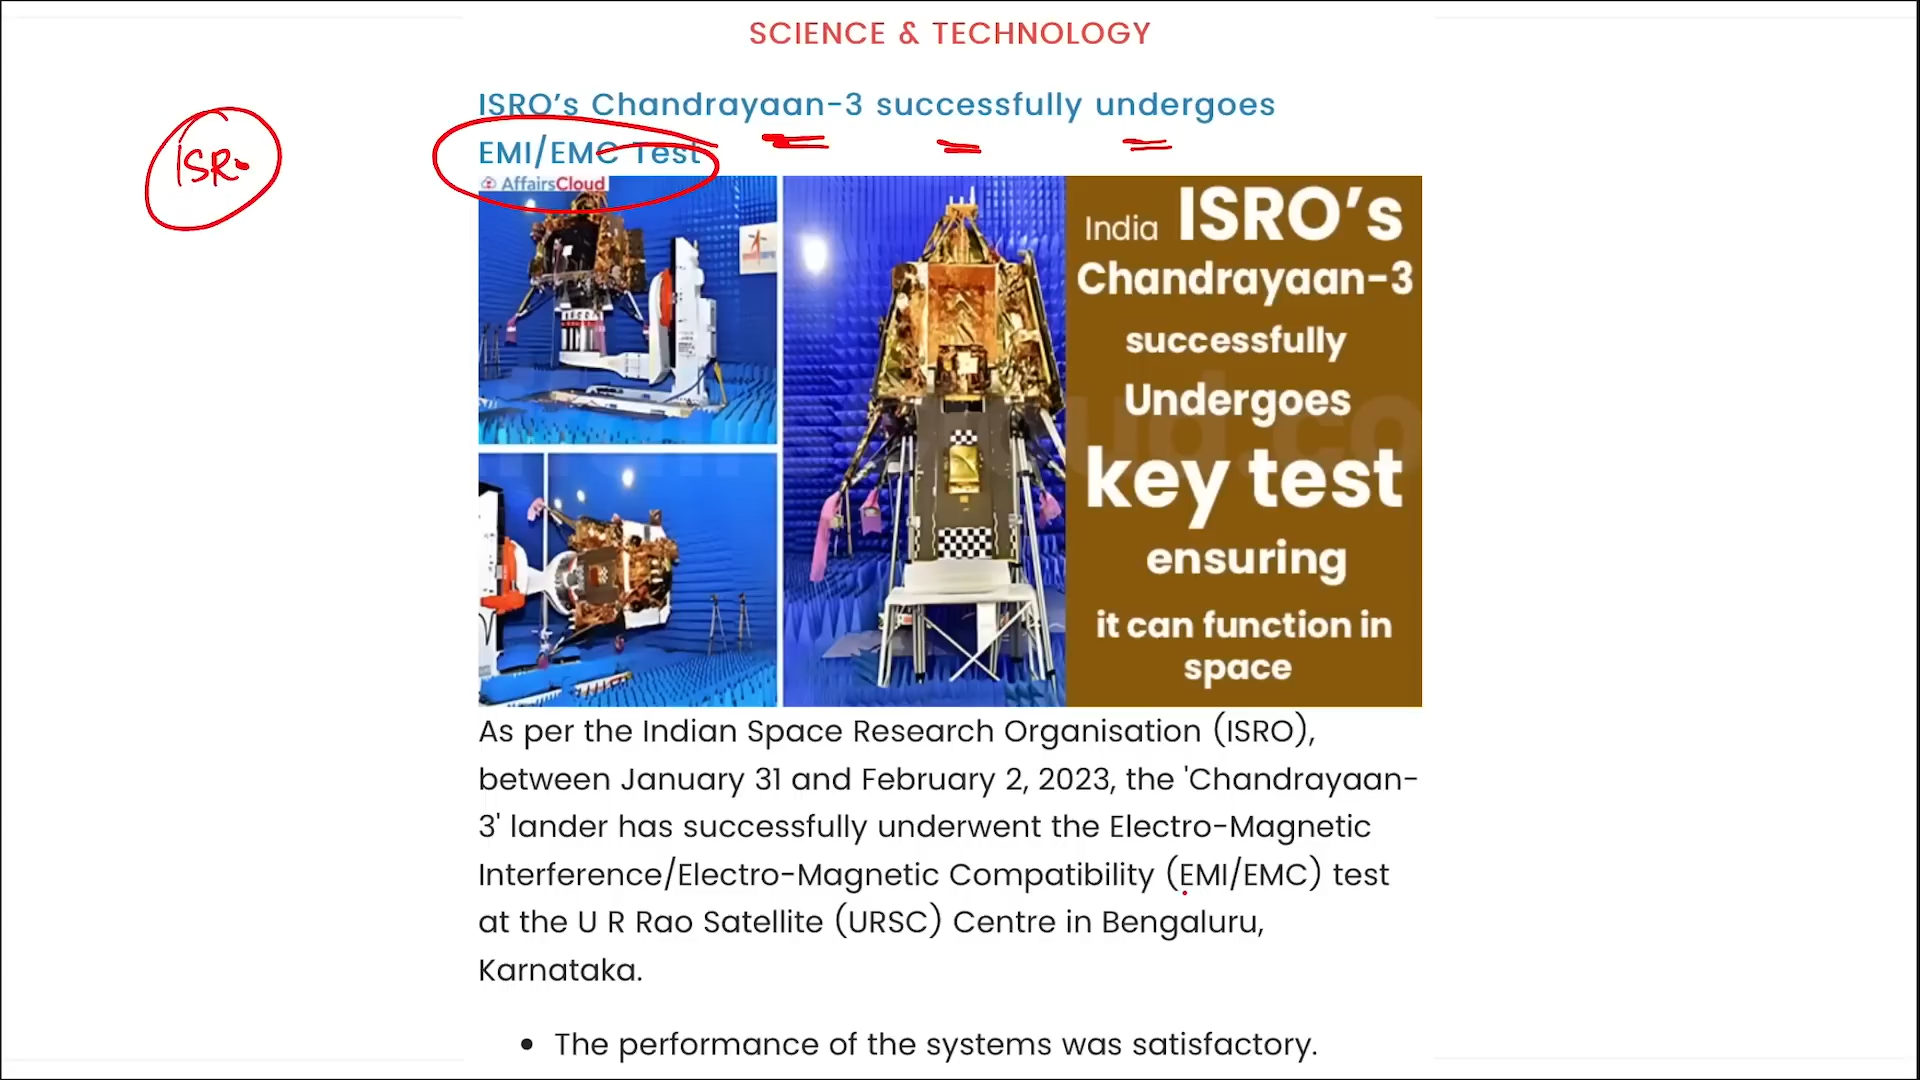 SCIENCE & TECHNOLOGY
ISRO's Chandrayaan-3 successfully undergoes
EMI/EMC Test
ISRO
AffairsCloud
India ISRO's
Chandrayaan-3
successfully
Undergoes
key test
ensuring
it can function in
space
As per the Indian Space Research Organisation (ISRO),
between January 31 and February 2, 2023, the 'Chandrayaan-
3' lander has successfully underwent the Electro-Magnetic
Interference/Electro-Magnetic Compatibility (EMI/EMC) test
at the U R Rao Satellite (URSC) Centre in Bengaluru,
Karnataka.
• The performance of the systems was satisfactory.